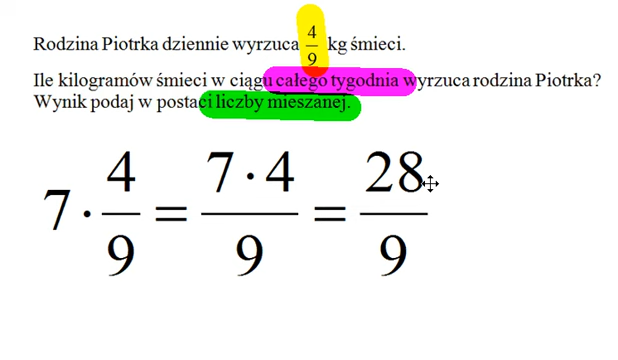 Rodzina Piotrka dziennie wyrzuca 4/9 kg śmieci.
Ile kilogramów śmieci w ciągu całego tygodnia wyrzuca rodzina Piotrka?
Wynik podaj w postaci liczby mieszanej.
7 · 4/9 = 7 · 4/9 = 28/9